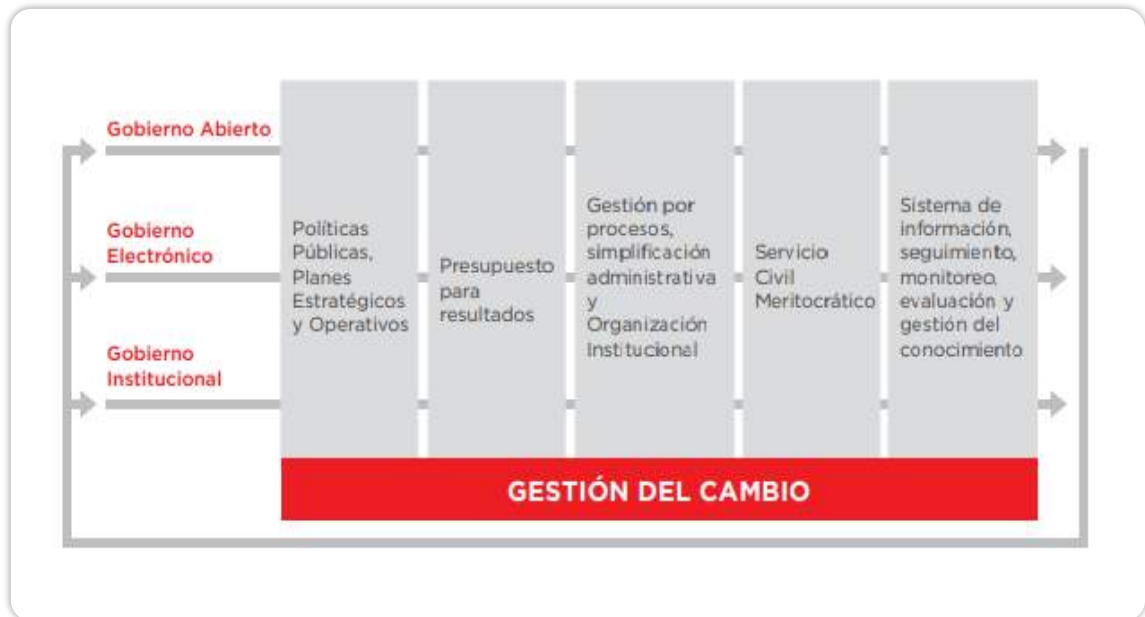 Gobierno Abierto
Gobierno
Electrónico
Gobierno
Institucional
Políticas
Públicas,
Planes
Estratégicos
y Operativos
Presupuesto
para
resultados
Gestión por
procesos,
simplificación
administrativa
y
Organización
Institucional
Servicio
Civil
Meritocrático
Sistema de
información,
seguimiento,
monitoreo,
evaluación y
gestión del
conocimiento
GESTIÓN DEL CAMBIO